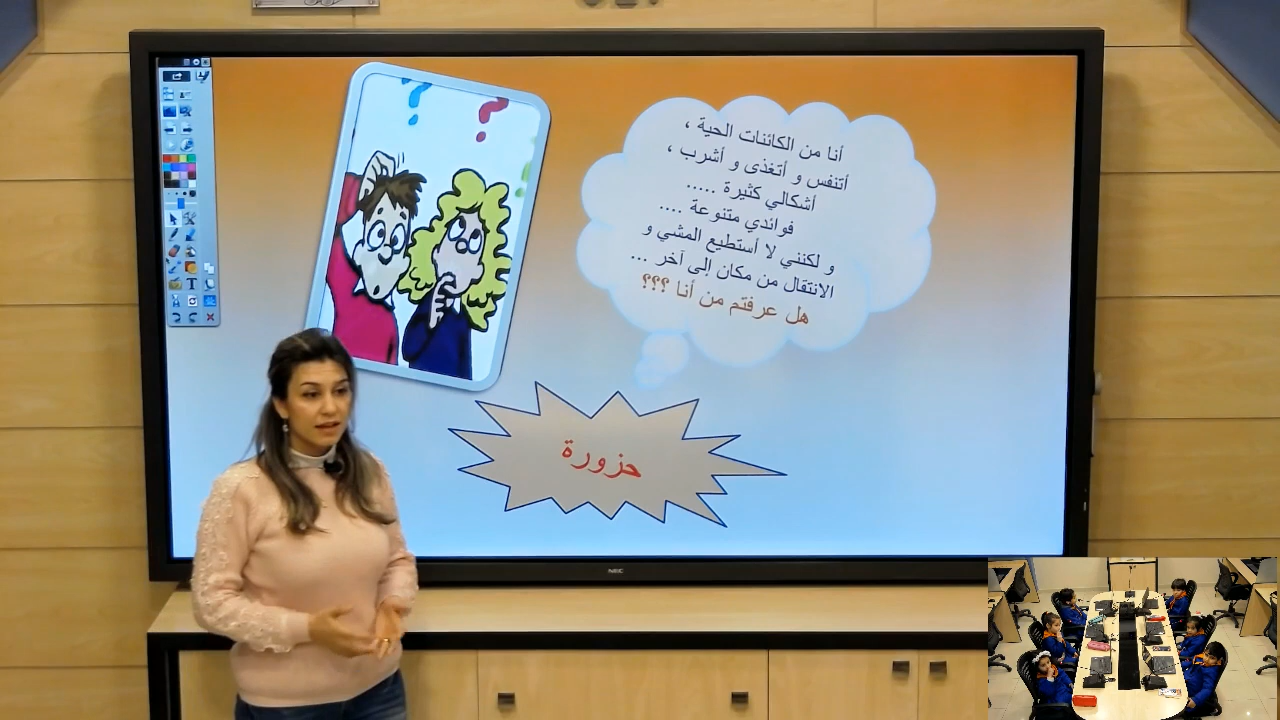 أنا من الكائنات الحية ،
أتنفس و أتغذى و أشرب ،
أشكالي كثيرة .....
فوائدي متنوعة ....
و لكنني لا أستطيع المشي و
الانتقال من مكان إلى آخر ...
هل عرفتم من أنا ؟؟؟
حزورة
NEC